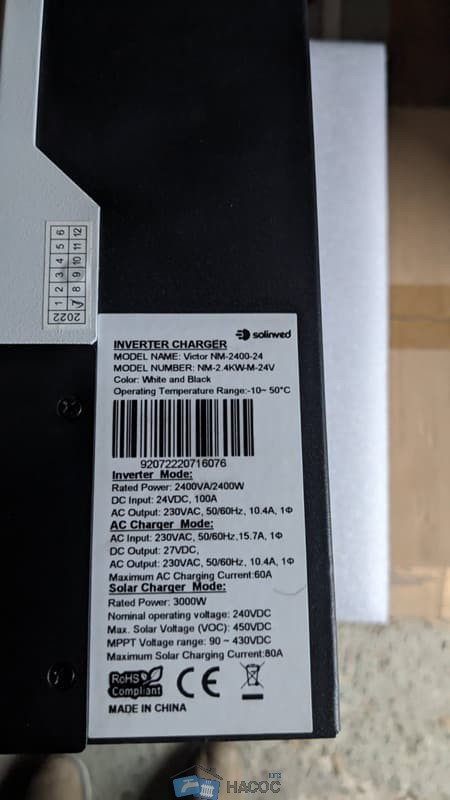 2022
1 2 3 4 5 6
8 9 10 11 12
solinved
INVERTER CHARGER
MODEL NAME: Victor NM-2400-24
MODEL NUMBER: NM-2.4KW-M-24V
Color: White and Black
Operating Temperature Range:-10~ 50°C
92072220716076
Inverter Mode:
Rated Power: 2400VA/2400W
DC Input: 24VDC, 100A
AC Output: 230VAC, 50/60Hz, 10.4A, 1Φ
AC Charger Mode:
AC Input: 230VAC, 50/60Hz,15.7A, 1Φ
DC Output: 27VDC,
AC Output: 230VAC, 50/60Hz, 10.4A, 1Φ
Maximum AC Charging Current:60A
Solar Charger Mode:
Rated Power: 3000W
Nominal operating voltage: 240VDC
Max. Solar Voltage (VOC): 450VDC
MPPT Voltage range: 90 ~ 430VDC
Maximum Solar Charging Current:80A
RoHS
Compliant
CE
MADE IN CHINA
НАСОС